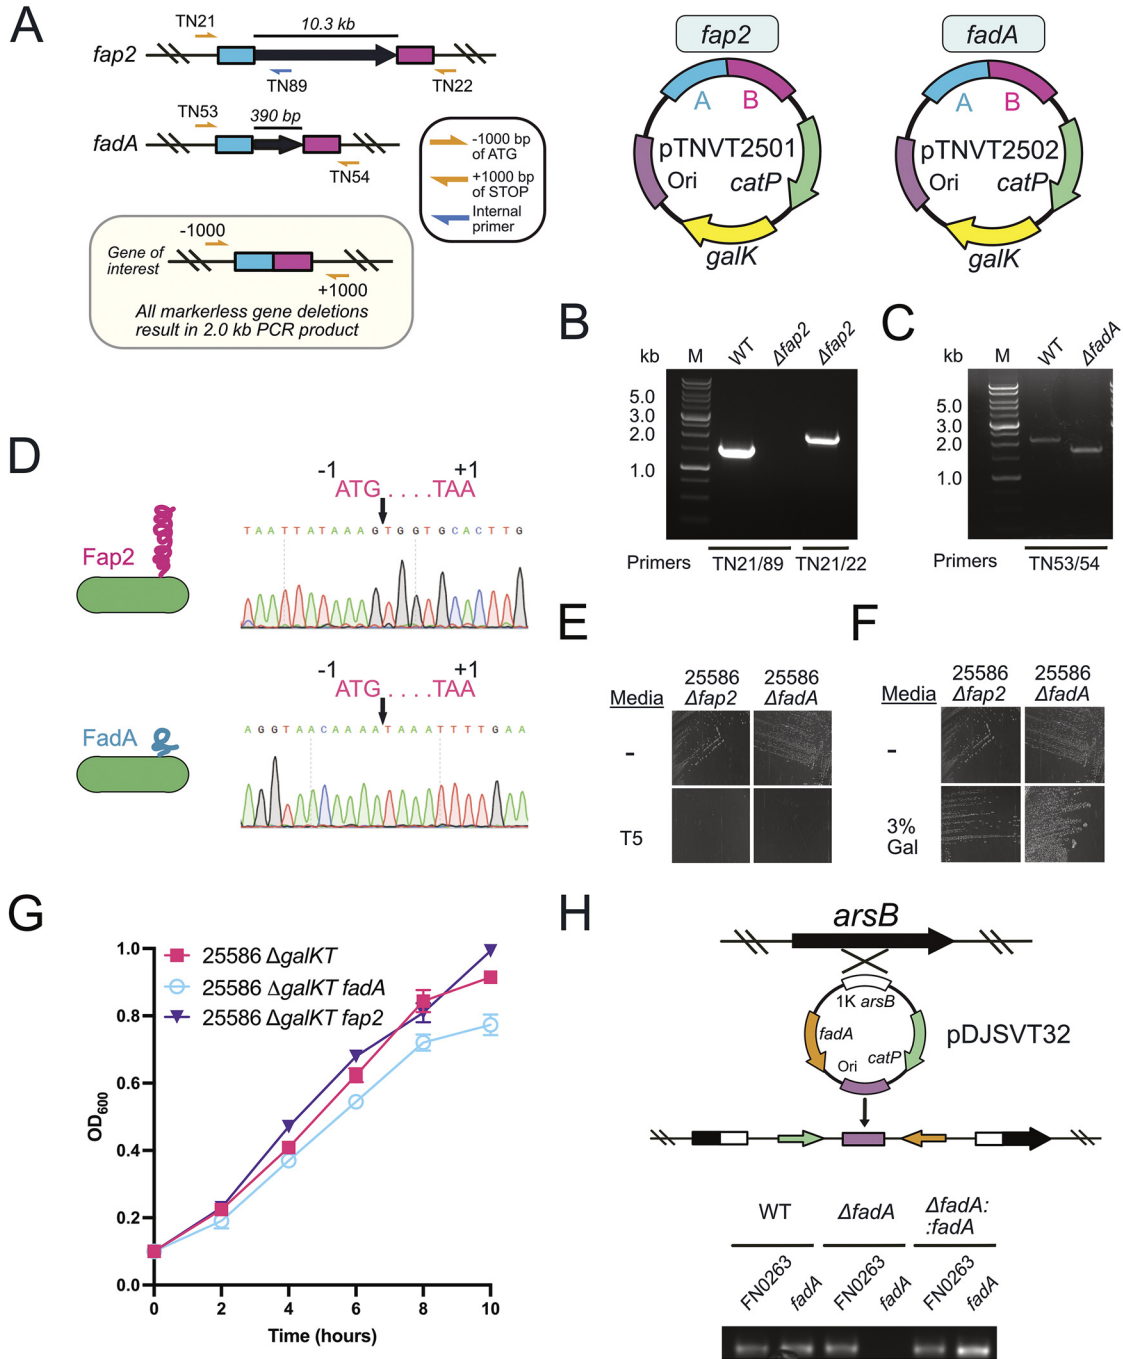 A
TN21
10.3 kb
fap2
TN89
TN22
TN53
390 bp
fadA
TN54
-1000 bp
of ATG
+1000 bp
of STOP
Internal
primer
-1000
Gene of
interest
+1000
All markerless gene deletions
result in 2.0 kb PCR product
fap2
A B
pTNVT2501
Ori catP
galK
fadA
A B
pTNVT2502
Ori catP
galK
B
kb M WT Δfap2 Δfap2
5.0
3.0
2.0
1.0
Primers TN21/89 TN21/22
C
kb M WT ΔfadA
5.0
3.0
2.0
1.0
Primers TN53/54
D
-1 +1
ATG . . . . TAA
TAATTATAAAGTGGTGCACTTG
Fap2
-1 +1
ATG . . . . TAA
AGGTAACAAAATAAATTTTGAA
FadA
E
Media
25586
Δfap2
25586
ΔfadA
-
T5
F
Media
25586
Δfap2
25586
ΔfadA
-
3%
Gal
G
25586 ΔgalKT
25586 ΔgalKT fadA
25586 ΔgalKT fap2
OD600
1.0
0.8
0.6
0.4
0.2
0.0
0 2 4 6 8 10
Time (hours)
H
arsB
1K arsB
fadA
catP
Ori
pDJSVT32
WT ΔfadA ΔfadA:
:fadA
FN0263 fadA FN0263 fadA FN0263 fadA